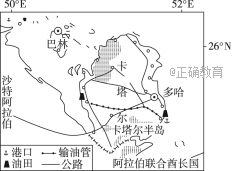 50°E 52°E
巴林
26°N
卡
@正确教育
塔
多哈
尔
卡塔尔半岛
沙特阿拉伯
港口 输油管
油田 公路
阿拉伯联合酋长国